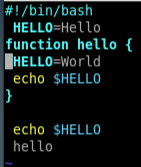 #!/bin/bash
HELLO=Hello
function hello {
HELLO=World
echo $HELLO
}
echo $HELLO
hello
~